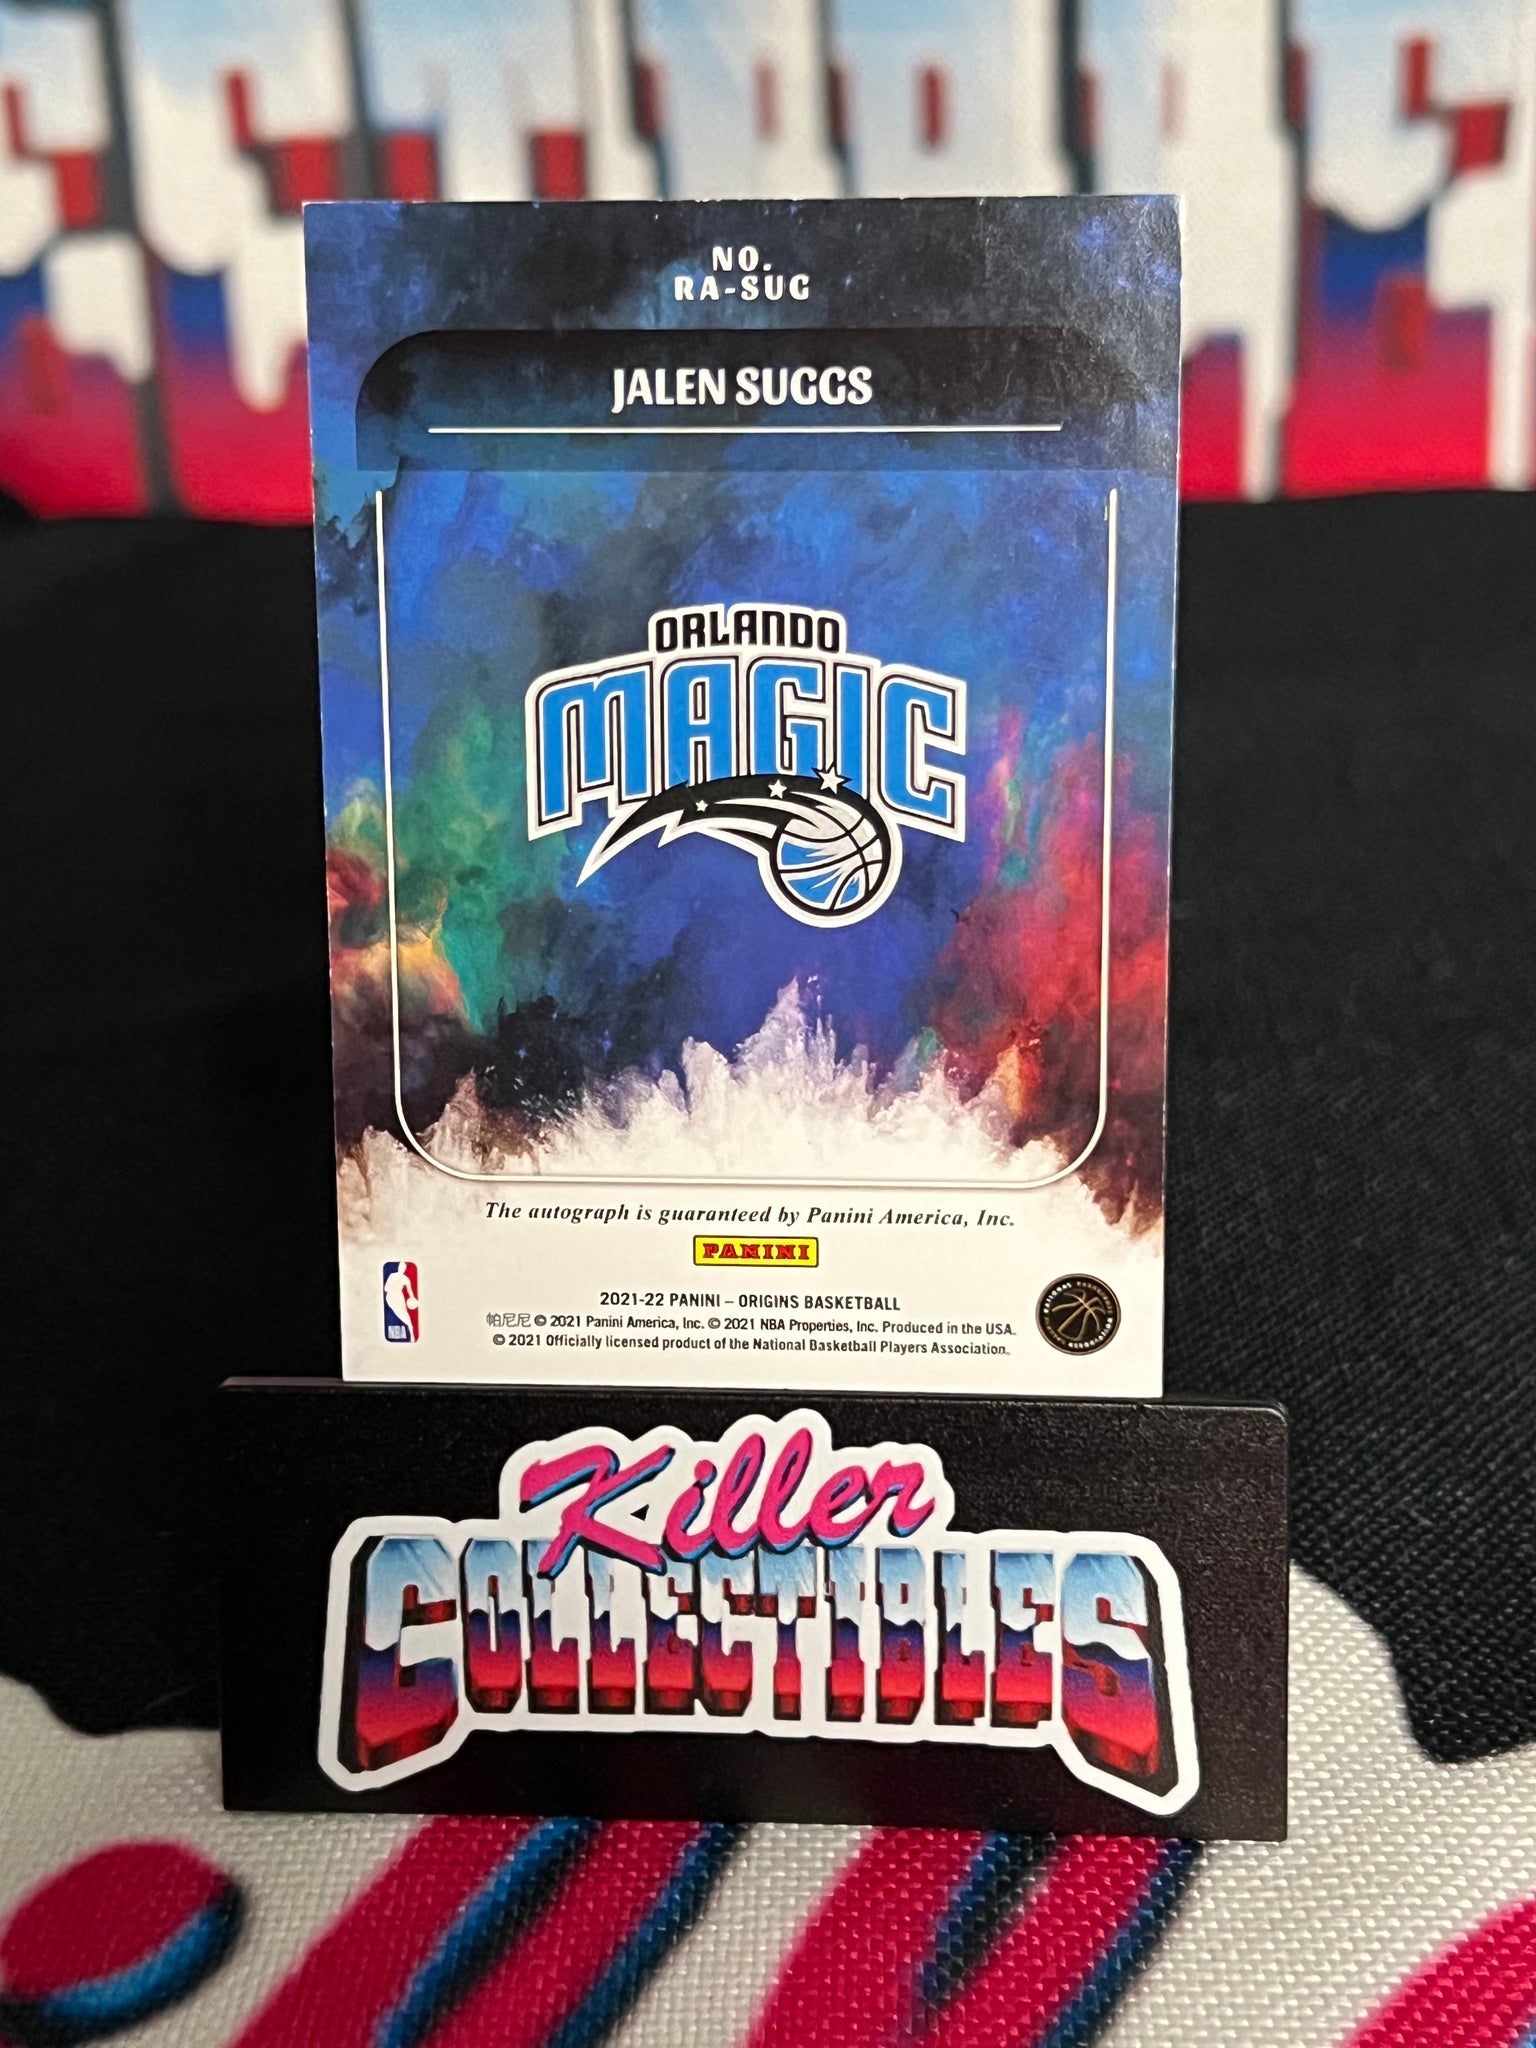 NO.
RA-SUG
JALEN SUGGS
ORLANDO
MAGIC
The autograph is guaranteed by Panini America, Inc.
PANINI
NBA
2021-22 PANINI – ORIGINS BASKETBALL
帕尼尼 © 2021 Panini America, Inc. © 2021 NBA Properties, Inc. Produced in the USA.
© 2021 Officially licensed product of the National Basketball Players Association.
Killer
COLLECTIBLES